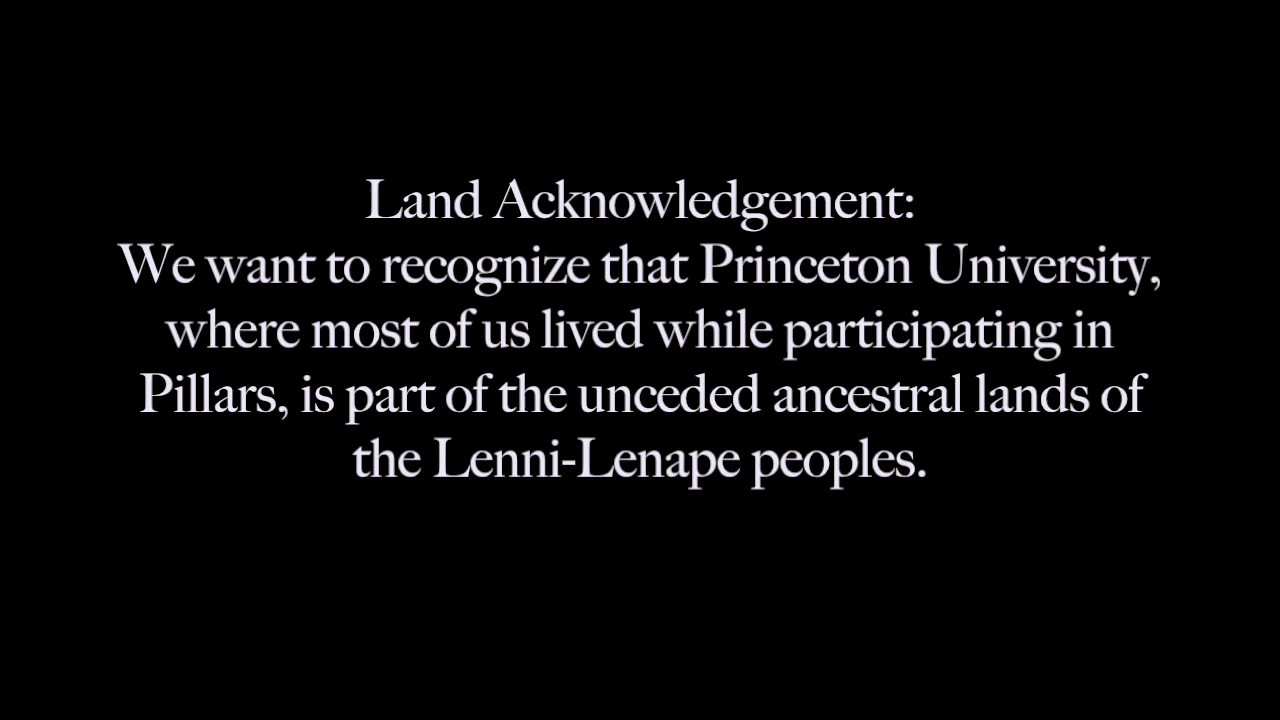 Land Acknowledgement:
We want to recognize that Princeton University,
where most of us lived while participating in
Pillars, is part of the unceded ancestral lands of
the Lenni-Lenape peoples.